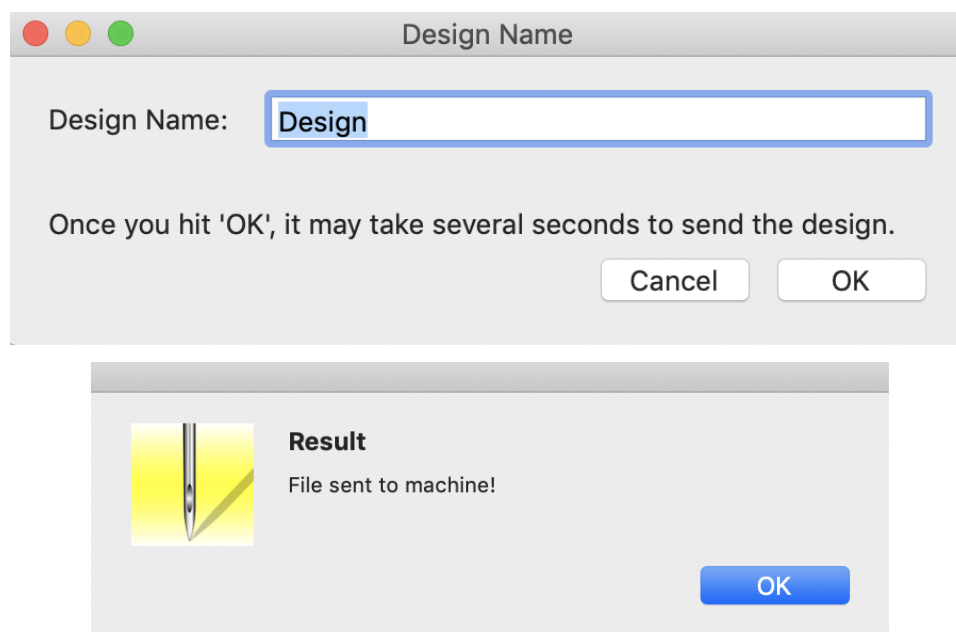 Design Name
Design Name:
Design
Once you hit 'OK', it may take several seconds to send the design.
Cancel
OK
Result
File sent to machine!
OK